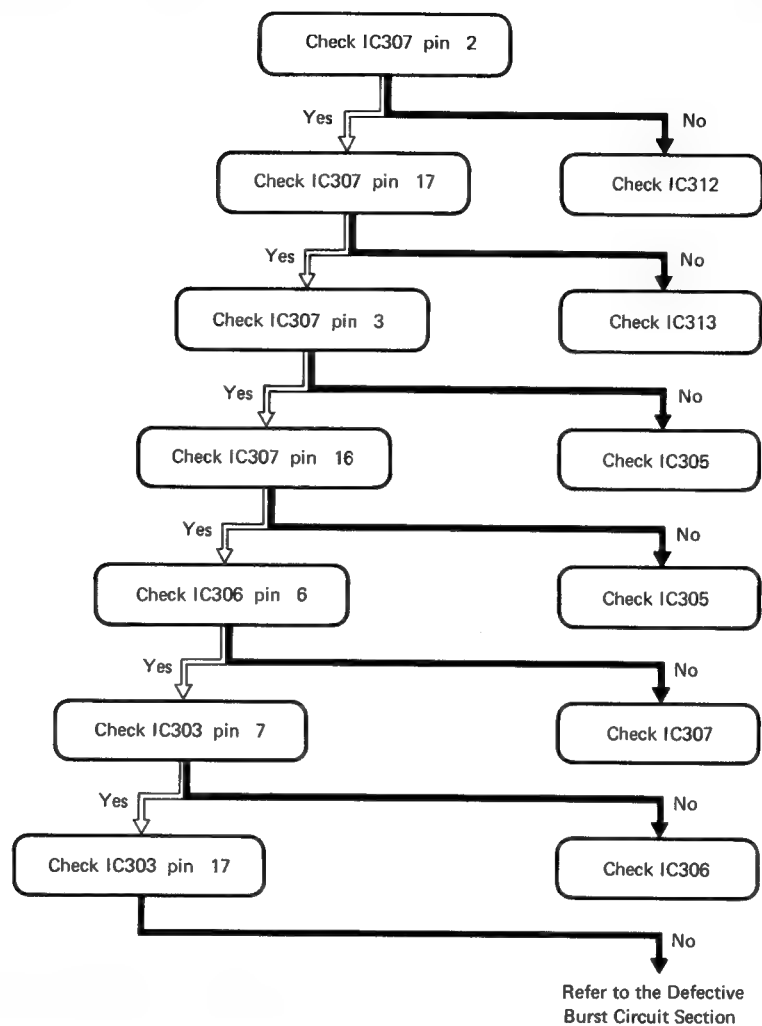 Check IC307 pin 2
Yes
No
Check IC307 pin 17
Check IC312
Yes
No
Check IC307 pin 3
Check IC313
Yes
No
Check IC307 pin 16
Check IC305
Yes
No
Check IC306 pin 6
Check IC305
Yes
No
Check IC303 pin 7
Check IC307
Yes
No
Check IC303 pin 17
Check IC306
No
Refer to the Defective
Burst Circuit Section